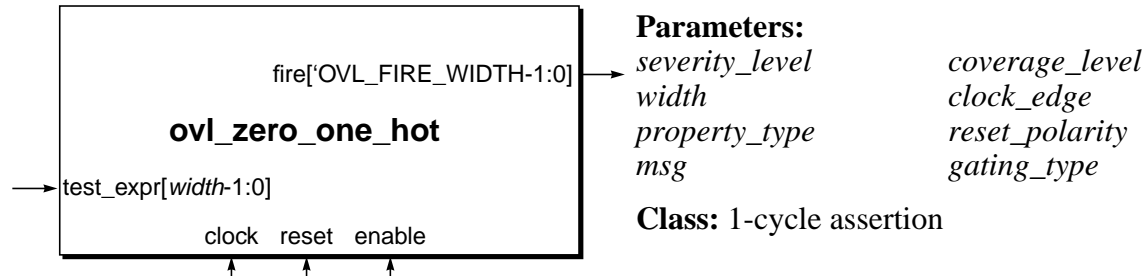 fire[‘OVL_FIRE_WIDTH-1:0]
ovl_zero_one_hot
test_expr[width-1:0]
clock reset enable
Parameters:
severity_level coverage_level
width clock_edge
property_type reset_polarity
msg gating_type
Class: 1-cycle assertion